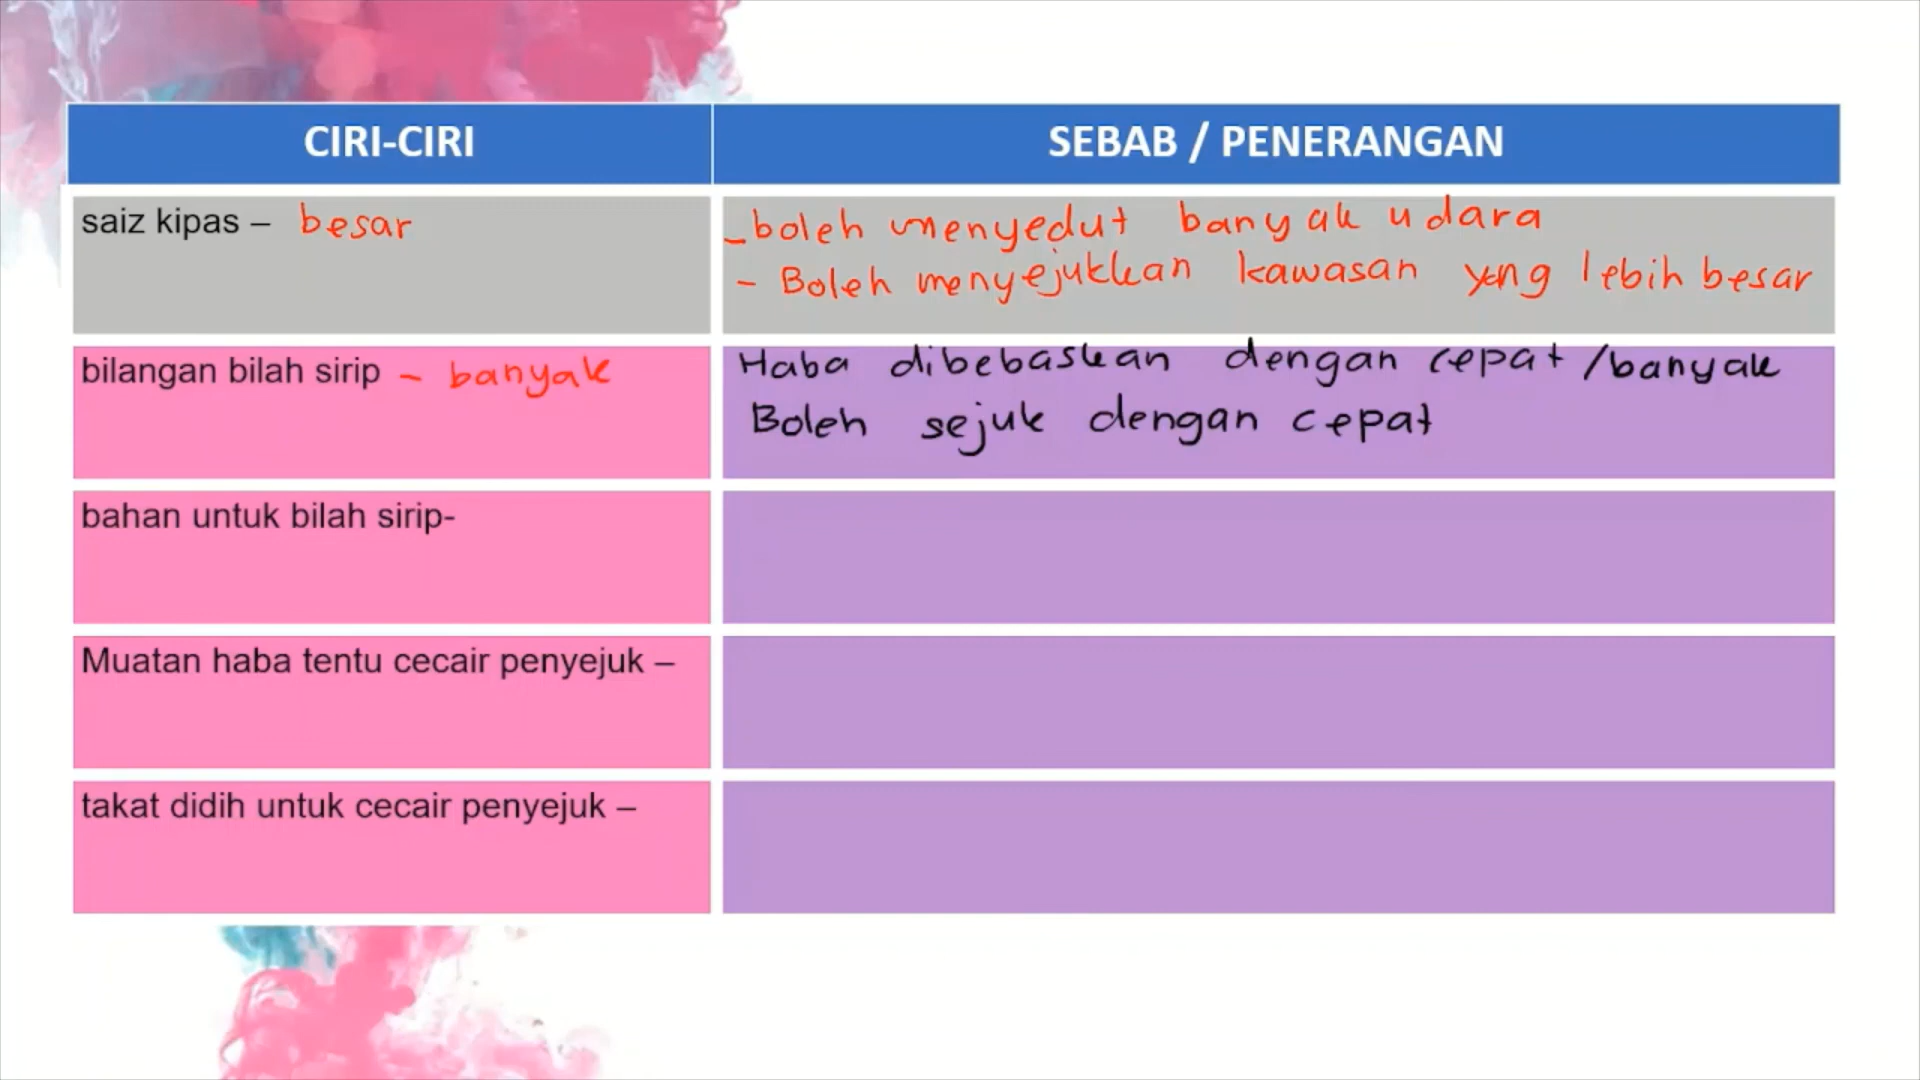 CIRI-CIRI
SEBAB / PENERANGAN
saiz kipas – besar
- boleh menyedut banyak udara
- Boleh menyejukkan kawasan yang lebih besar
bilangan bilah sirip - banyak
Haba dibebaskan dengan cepat /banyak
Boleh sejuk dengan cepat
bahan untuk bilah sirip-
Muatan haba tentu cecair penyejuk –
takat didih untuk cecair penyejuk –